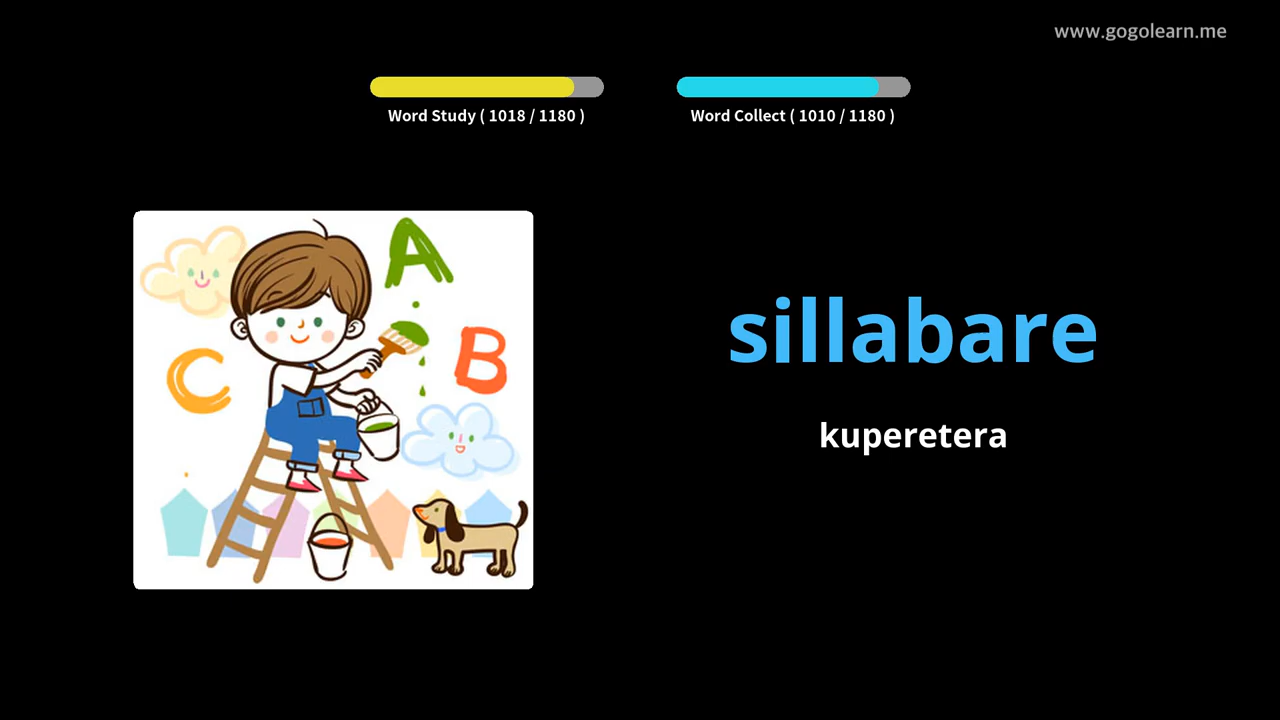 www.gogolearn.me
Word Study ( 1018 / 1180 )
Word Collect ( 1010 / 1180 )
A
B
C
sillabare
kuperetera